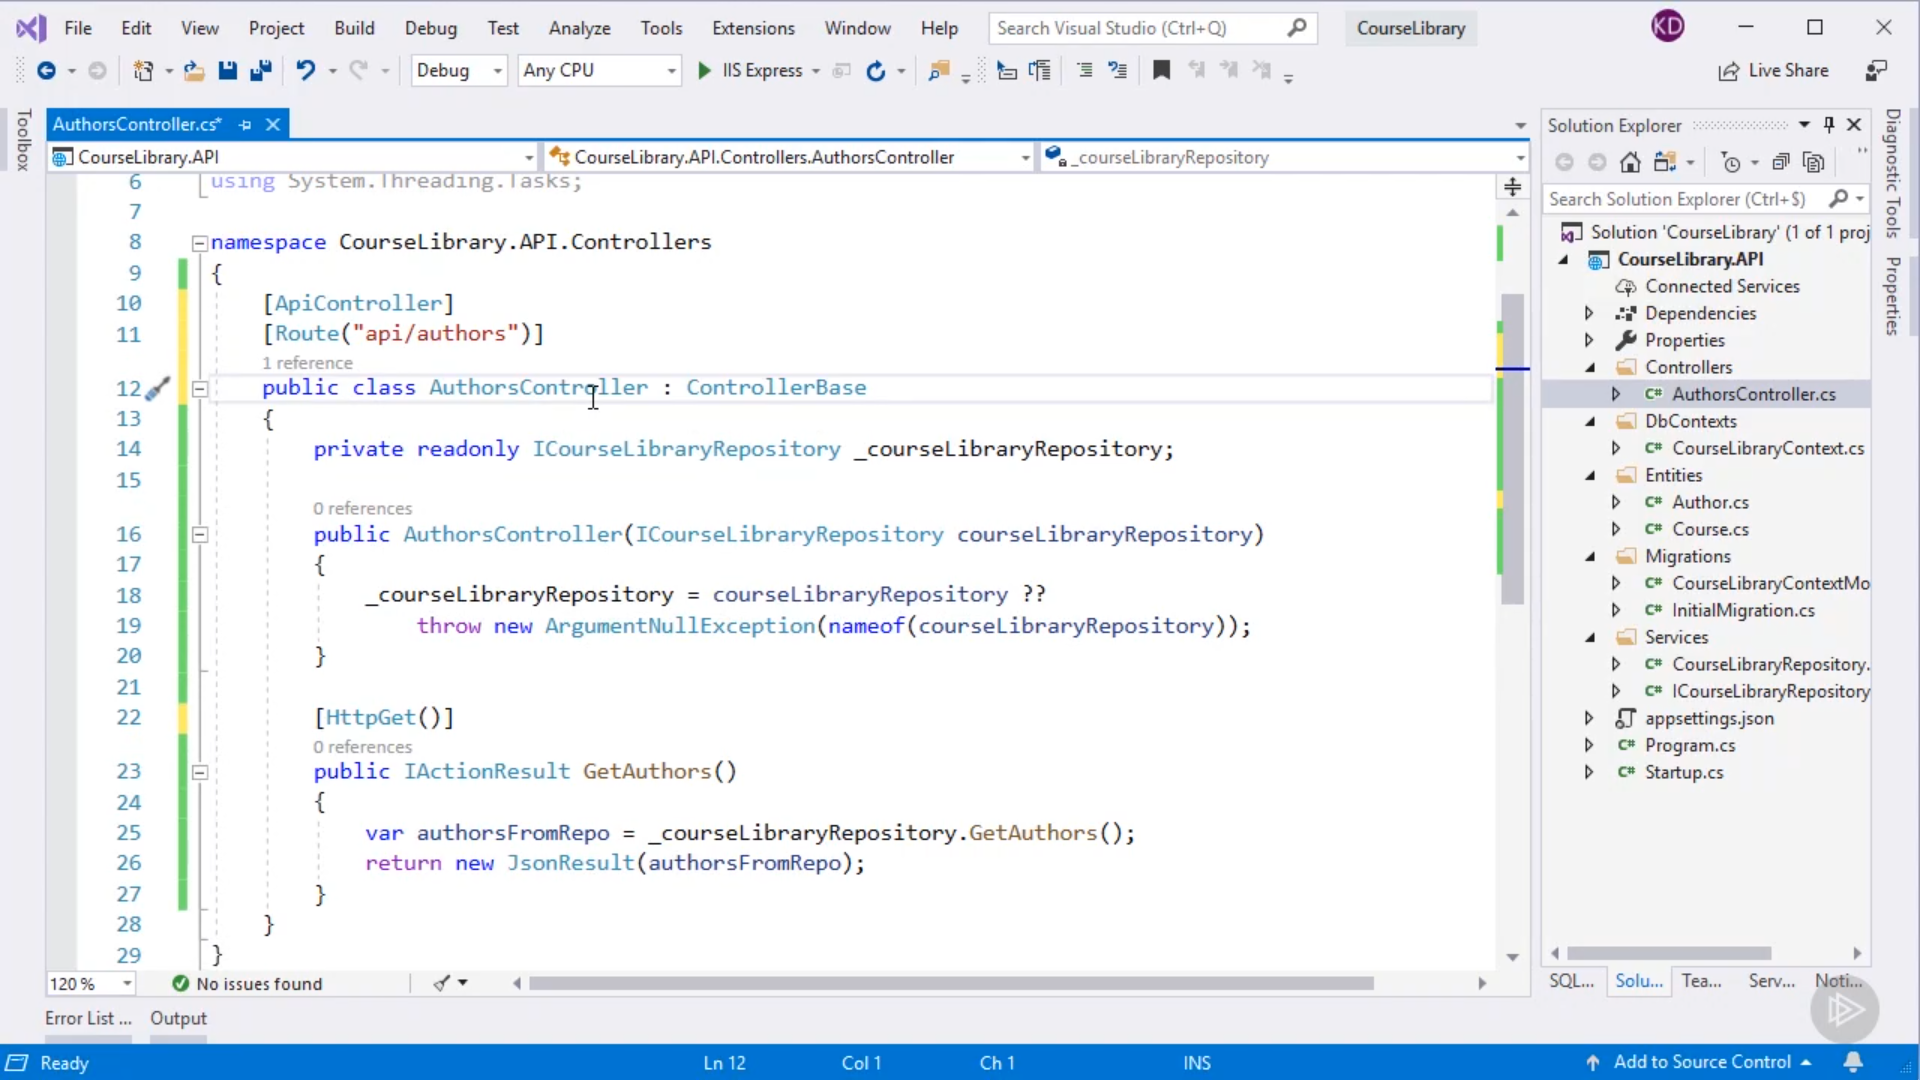 File Edit View Project Build Debug Test Analyze Tools Extensions Window Help Search Visual Studio (Ctrl+Q) CourseLibrary KD
Debug Any CPU IIS Express Live Share
Toolbox
AuthorsController.cs*
CourseLibrary.API CourseLibrary.API.Controllers.AuthorsController _courseLibraryRepository
6 using System.Threading.Tasks;
7
8 namespace CourseLibrary.API.Controllers
9 {
10 [ApiController]
11 [Route("api/authors")]
1 reference
12 public class AuthorsController : ControllerBase
13 {
14 private readonly ICourseLibraryRepository _courseLibraryRepository;
15
0 references
16 public AuthorsController(ICourseLibraryRepository courseLibraryRepository)
17 {
18 _courseLibraryRepository = courseLibraryRepository ??
19 throw new ArgumentNullException(nameof(courseLibraryRepository));
20 }
21
22 [HttpGet()]
0 references
23 public IActionResult GetAuthors()
24 {
25 var authorsFromRepo = _courseLibraryRepository.GetAuthors();
26 return new JsonResult(authorsFromRepo);
27 }
28 }
29 }
120 % No issues found
Error List ... Output
Solution Explorer
Search Solution Explorer (Ctrl+$)
Solution 'CourseLibrary' (1 of 1 proj
CourseLibrary.API
Connected Services
Dependencies
Properties
Controllers
C# AuthorsController.cs
DbContexts
C# CourseLibraryContext.cs
Entities
C# Author.cs
C# Course.cs
Migrations
C# CourseLibraryContextMo
C# InitialMigration.cs
Services
C# CourseLibraryRepository.
C# ICourseLibraryRepository
appsettings.json
C# Program.cs
C# Startup.cs
SQL... Solu... Tea... Serv... Noti...
Diagnostic Tools
Properties
Ready Ln 12 Col 1 Ch 1 INS Add to Source Control